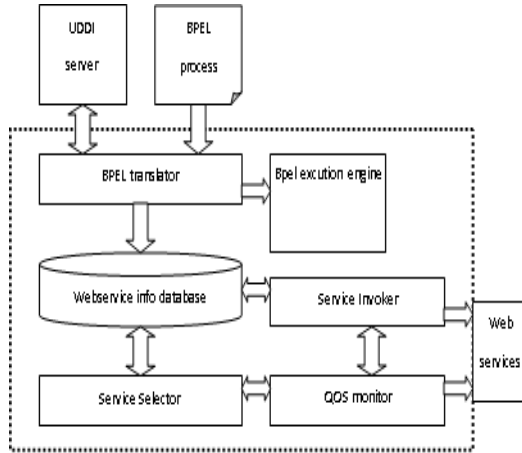 UDDI
server
BPEL
process
BPEL translator
Bpel excution engine
Webservice info database
Service Invoker
Web
services
Service Selector
QOS monitor